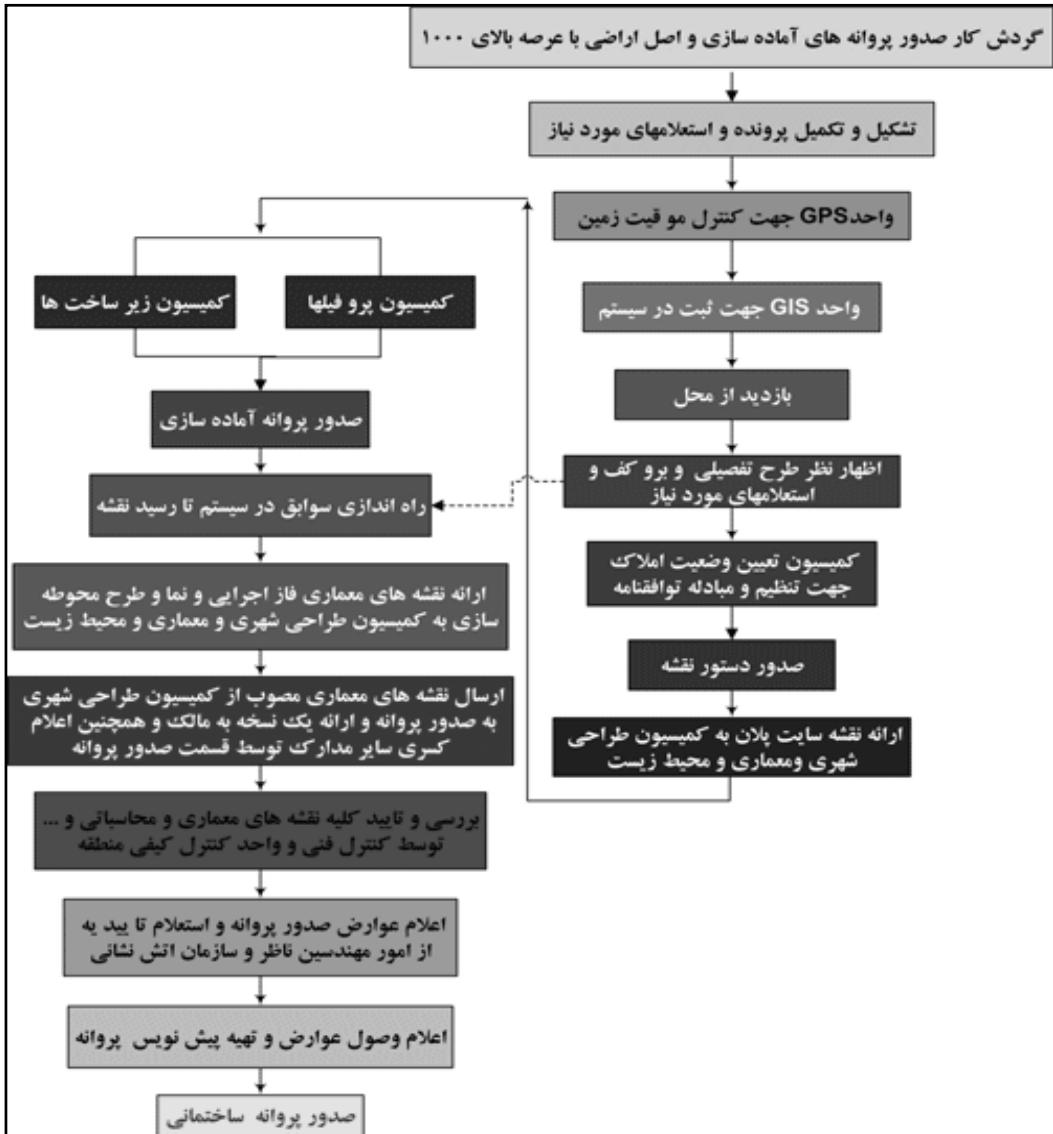 گردش کار صدور پروانه های آماده سازی و اصل اراضی با عرصه بالای ۱۰۰۰
تشکیل و تکمیل پرونده و استعلامهای مورد نیاز
واحدGPS جهت کنترل مو قیت زمین
واحد GIS جهت ثبت در سیستم
بازدید از محل
اظهار نظر طرح تفصیلی و برو کف و
استعلامهای مورد نیاز
کمیسیون تعیین وضعیت املاک
جهت تنظیم و مبادله توافقنامه
صدور دستور نقشه
ارائه نقشه سایت پلان به کمیسیون طراحی
شهری ومعماری و محیط زیست
کمیسیون پرو فیلها
کمیسیون زیر ساخت ها
صدور پروانه آماده سازی
راه اندازی سوابق در سیستم تا رسید نقشه
ارائه نقشه های معماری فاز اجرایی و نما و طرح محوطه
سازی به کمیسیون طراحی شهری و معماری و محیط زیست
ارسال نقشه های معماری مصوب از کمیسیون طراحی شهری
به صدور پروانه و ارائه یک نسخه به مالک و همچنین اعلام
کسری سایر مدارک توسط قسمت صدور پروانه
بررسی و تایید کلیه نقشه های معماری و محاسباتی و ...
توسط کنترل فنی و واحد کنترل کیفی منطقه
اعلام عوارض صدور پروانه و استعلام تا یید یه
از امور مهندسین ناظر و سازمان اتش نشانی
اعلام وصول عوارض و تهیه پیش نویس پروانه
صدور پروانه ساختمانی